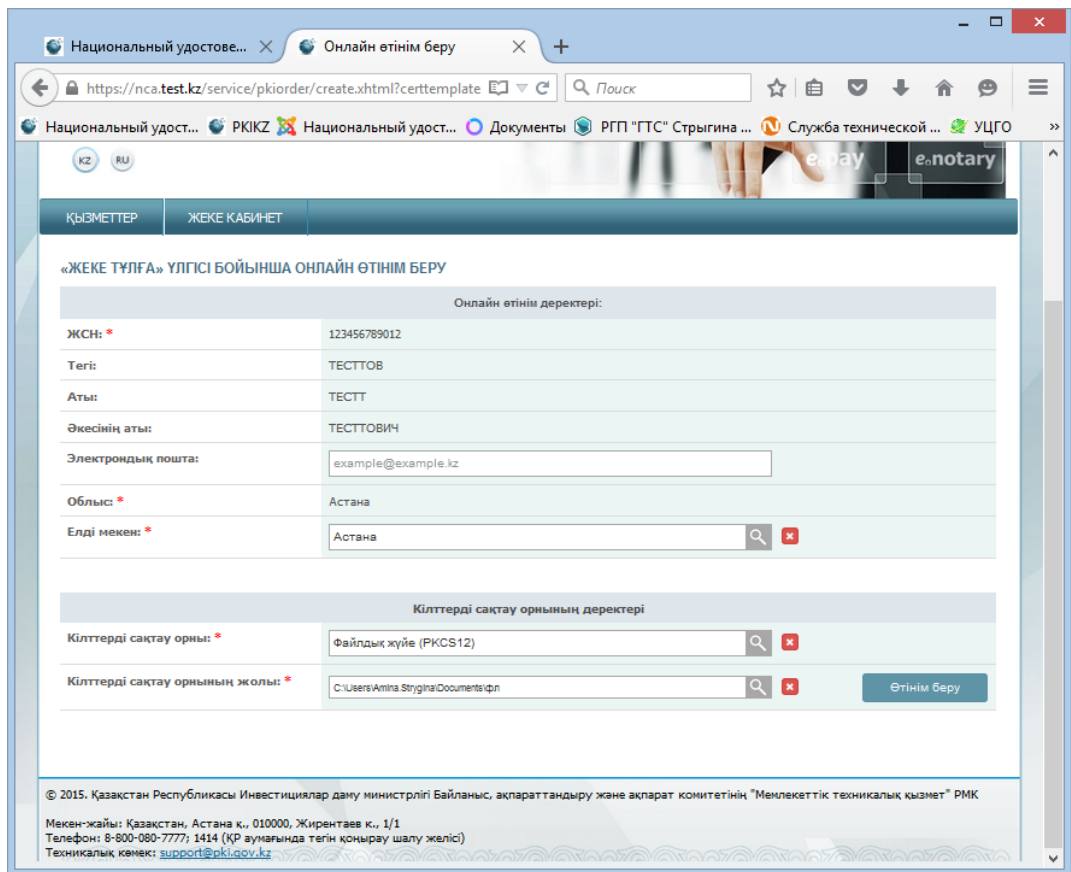 Национальный удостове...
Онлайн өтінім беру
https://nca.test.kz/service/pkiorder/create.xhtml?certtemplate
Поиск
Национальный удост... PKIKZ Национальный удост... Документы РГП "ГТС" Стрыгина ... Служба технической ... УЦГО »
KZ RU
pay
e.notary
ҚЫЗМЕТТЕР ЖЕКЕ КАБИНЕТ
«ЖЕКЕ ТҰЛҒА» ҮЛГІСІ БОЙЫНША ОНЛАЙН ӨТІНІМ БЕРУ
Онлайн өтінім деректері:
ЖСН: * 123456789012
Тегі: ТЕСТТОВ
Аты: ТЕСТТ
Әкесінің аты: ТЕСТТОВИЧ
Электрондық пошта: example@example.kz
Облыс: * Астана
Елді мекен: * Астана
Кілттерді сақтау орнының деректері
Кілттерді сақтау орны: * Файлдық жүйе (PKCS12)
Кілттерді сақтау орнының жолы: * C:\Users\Amina.Strygina\Documents\фл Өтінім беру
© 2015. Қазақстан Республикасы Инвестициялар даму министрлігі Байланыс, ақпараттандыру және ақпарат комитетінің "Мемлекеттік техникалық қызмет" РМК
Мекен-жайы: Қазақстан, Астана қ., 010000, Жирентаев к., 1/1
Телефон: 8-800-080-7777; 1414 (ҚР аумағында тегін қоңырау шалу желісі)
Техникалық көмек: support@pki.gov.kz